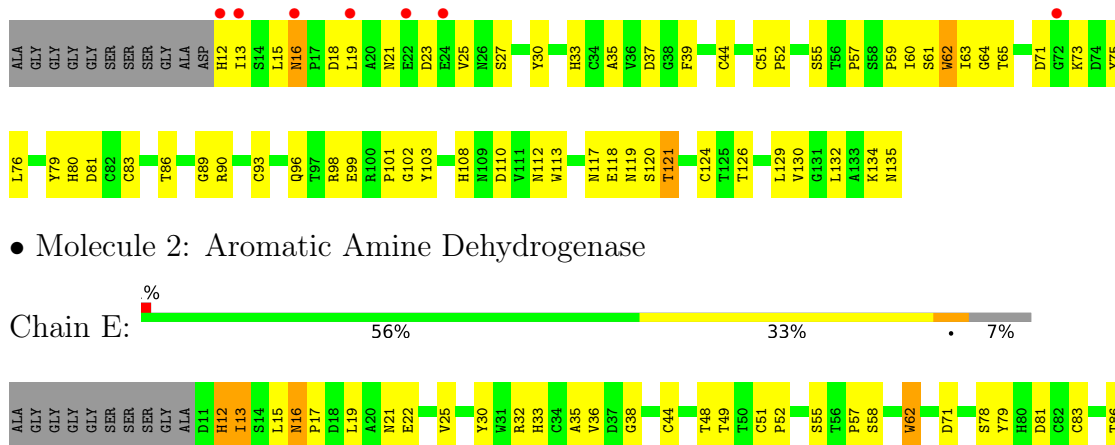 ALA GLY GLY GLY GLY SER SER SER GLY ALA ASP H12 I13 S14 L15 N16 P17 D18 L19 A20 N21 E22 D23 E24 V25 N26 S27 Y30 H33 C34 A35 V36 D37 G38 F39 C44 C51 P52 S55 T56 P57 S58 P59 I60 S61 W62 I63 G64 T65 D71 G72 K73 D74 Y75
L76 Y79 H80 D81 C82 C83 T86 G89 R90 C93 Q96 T97 R98 E99 R100 P101 G102 Y103 H108 N109 D110 V111 N112 W113 N117 E118 N119 S120 T121 C124 T125 T126 L129 V130 G131 L132 A133 K134 N135
• Molecule 2: Aromatic Amine Dehydrogenase
.%
Chain E: 56% 33% • 7%
ALA GLY GLY GLY GLY SER SER SER GLY ALA D11 H12 I13 S14 L15 N16 P17 D18 L19 A20 N21 E22 V25 Y30 W31 R32 H33 C34 A35 V36 D37 G38 C44 T48 T49 T50 C51 P52 S55 T56 P57 S58 W62 D71 S78 Y79 H80 D81 C82 C83